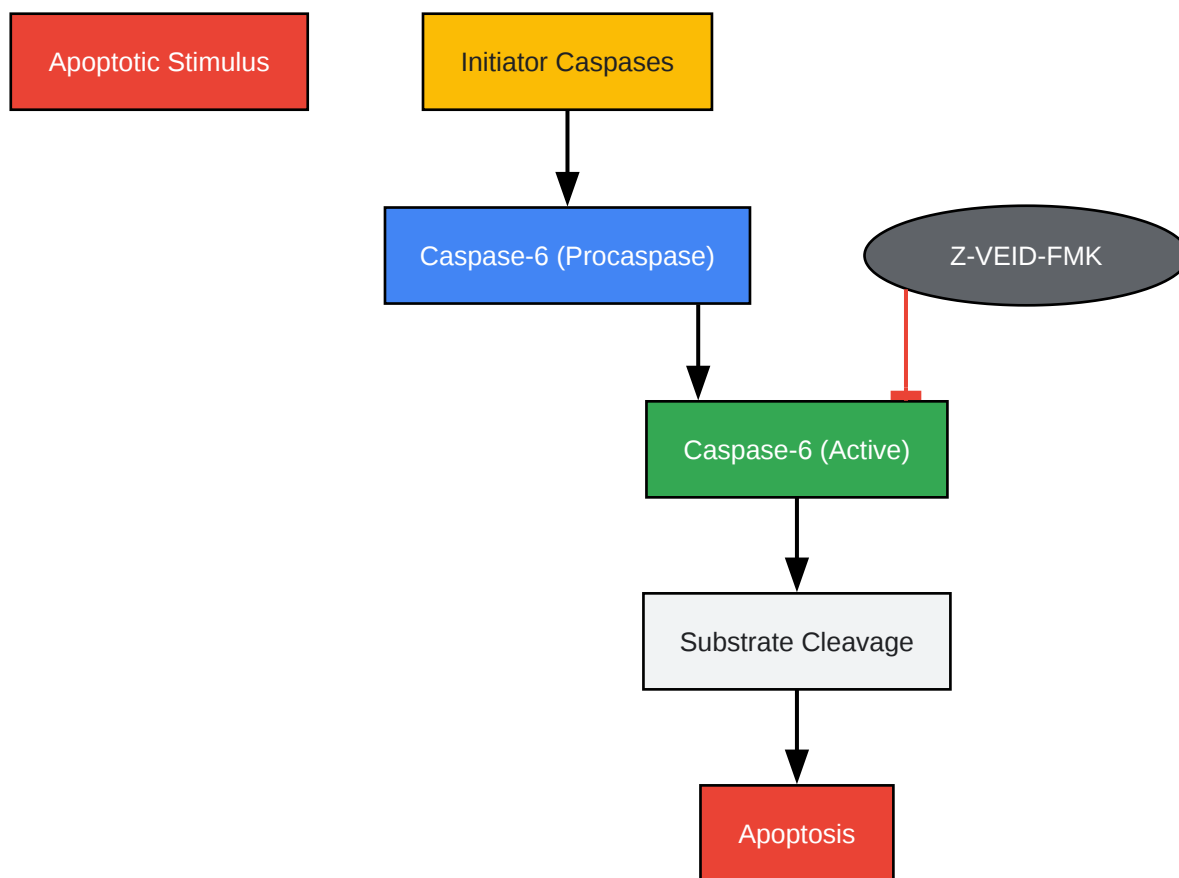 Apoptotic Stimulus
Initiator Caspases
Caspase-6 (Procaspase)
Z-VEID-FMK
Caspase-6 (Active)
Substrate Cleavage
Apoptosis